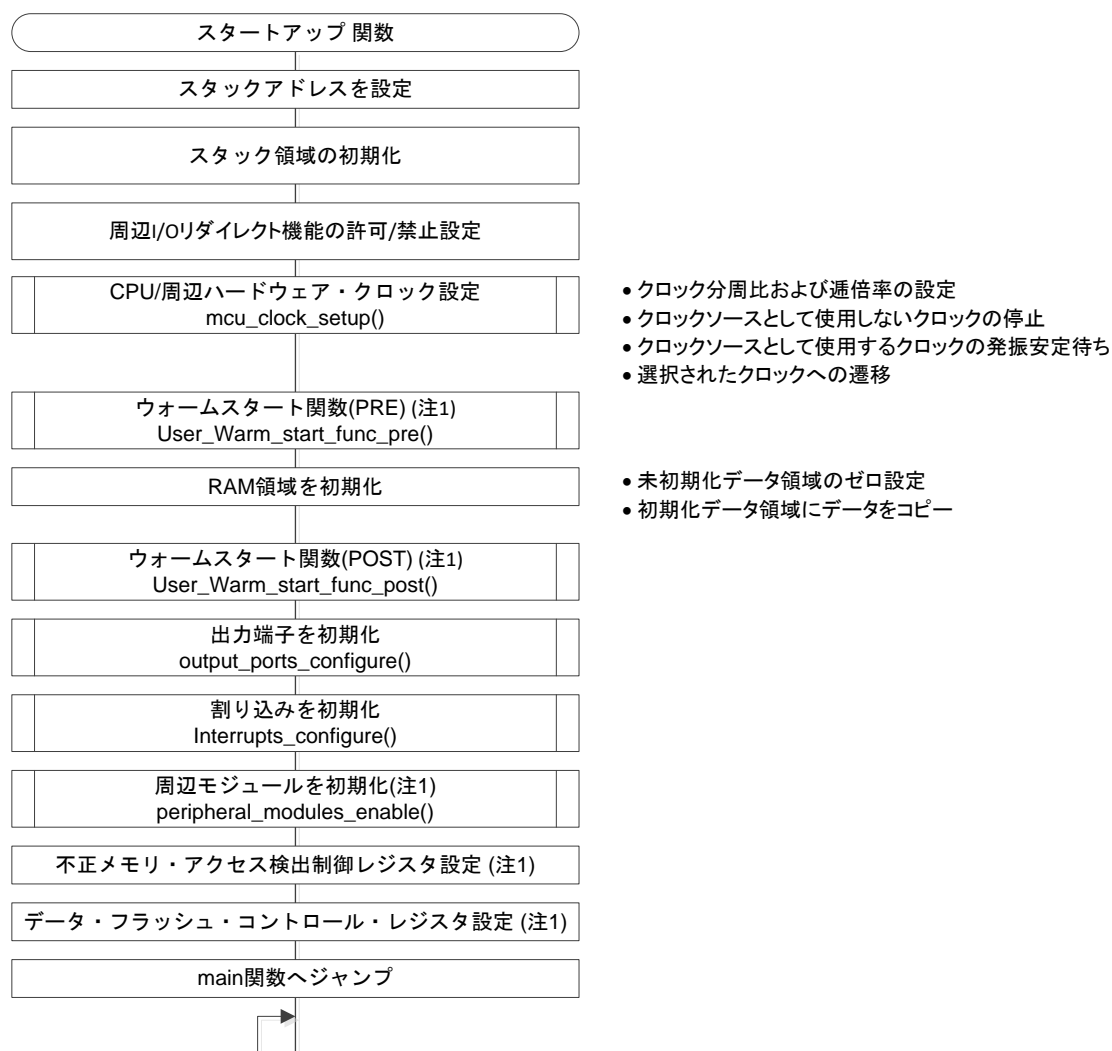 スタートアップ 関数
スタックアドレスを設定
スタック領域の初期化
周辺I/Oリダイレクト機能の許可/禁止設定
CPU/周辺ハードウェア・クロック設定
mcu_clock_setup()
• クロック分周比および逓倍率の設定
• クロックソースとして使用しないクロックの停止
• クロックソースとして使用するクロックの発振安定待ち
• 選択されたクロックへの遷移
ウォームスタート関数(PRE) (注1)
User_Warm_start_func_pre()
RAM領域を初期化
• 未初期化データ領域のゼロ設定
• 初期化データ領域にデータをコピー
ウォームスタート関数(POST) (注1)
User_Warm_start_func_post()
出力端子を初期化
output_ports_configure()
割り込みを初期化
Interrupts_configure()
周辺モジュールを初期化(注1)
peripheral_modules_enable()
不正メモリ・アクセス検出制御レジスタ設定 (注1)
データ・フラッシュ・コントロール・レジスタ設定 (注1)
main関数へジャンプ